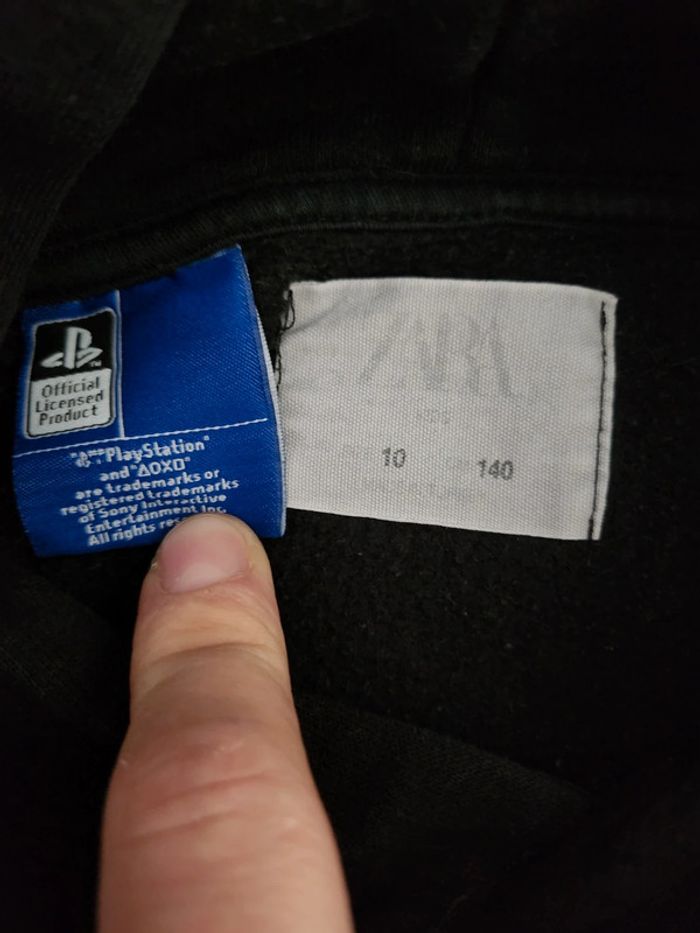 Official
Licensed
Product
"PlayStation"
and "ΔOXO"
are trademarks or
registered trademarks
of Sony Interactive
Entertainment Inc.
All rights
ZARA
10 140